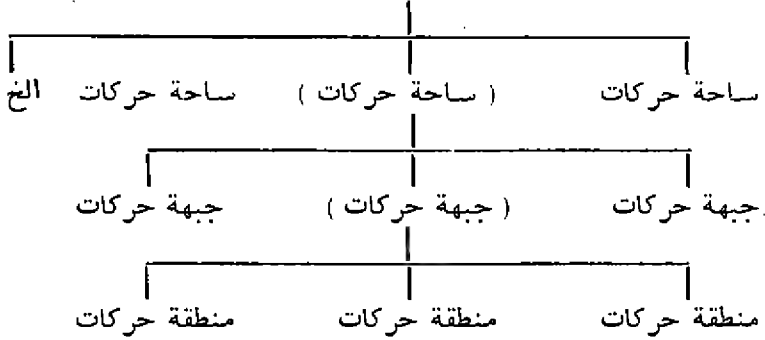 ساحة حركات ( ساحة حركات ) ساحة حركات الخ
جبهة حركات ( جبهة حركات ) جبهة حركات
منطقة حركات منطقة حركات منطقة حركات